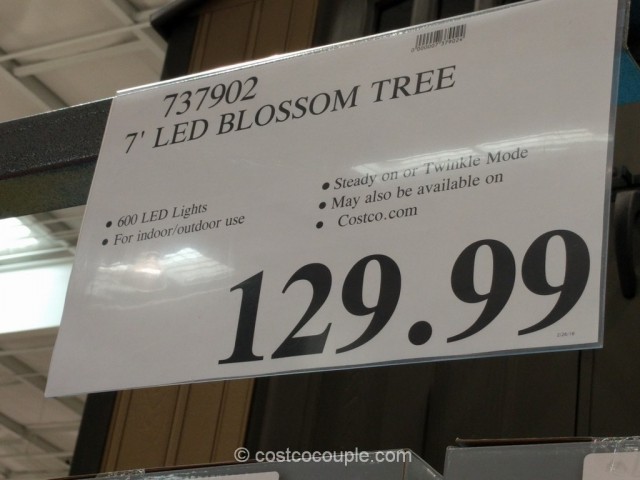 737902
7' LED BLOSSOM TREE
• 600 LED Lights
• For indoor/outdoor use
• Steady on or Twinkle Mode
• May also be available on
• Costco.com
129.99
© costcocouple.com